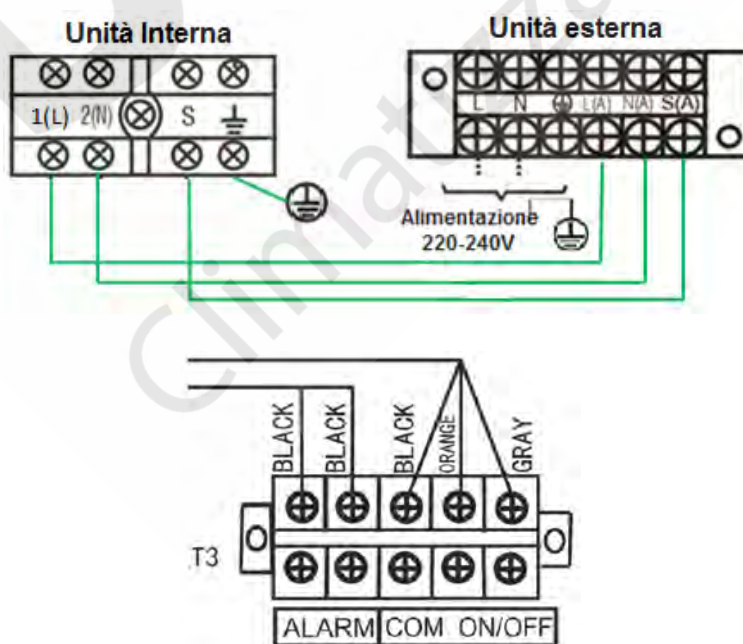 Unità Interna
Unità esterna
1(L) 2(N) S
L N L(A) N(A) S(A)
Alimentazione
220-240V
BLACK
BLACK
BLACK
ORANGE
GRAY
T3
ALARM COM ON/OFF